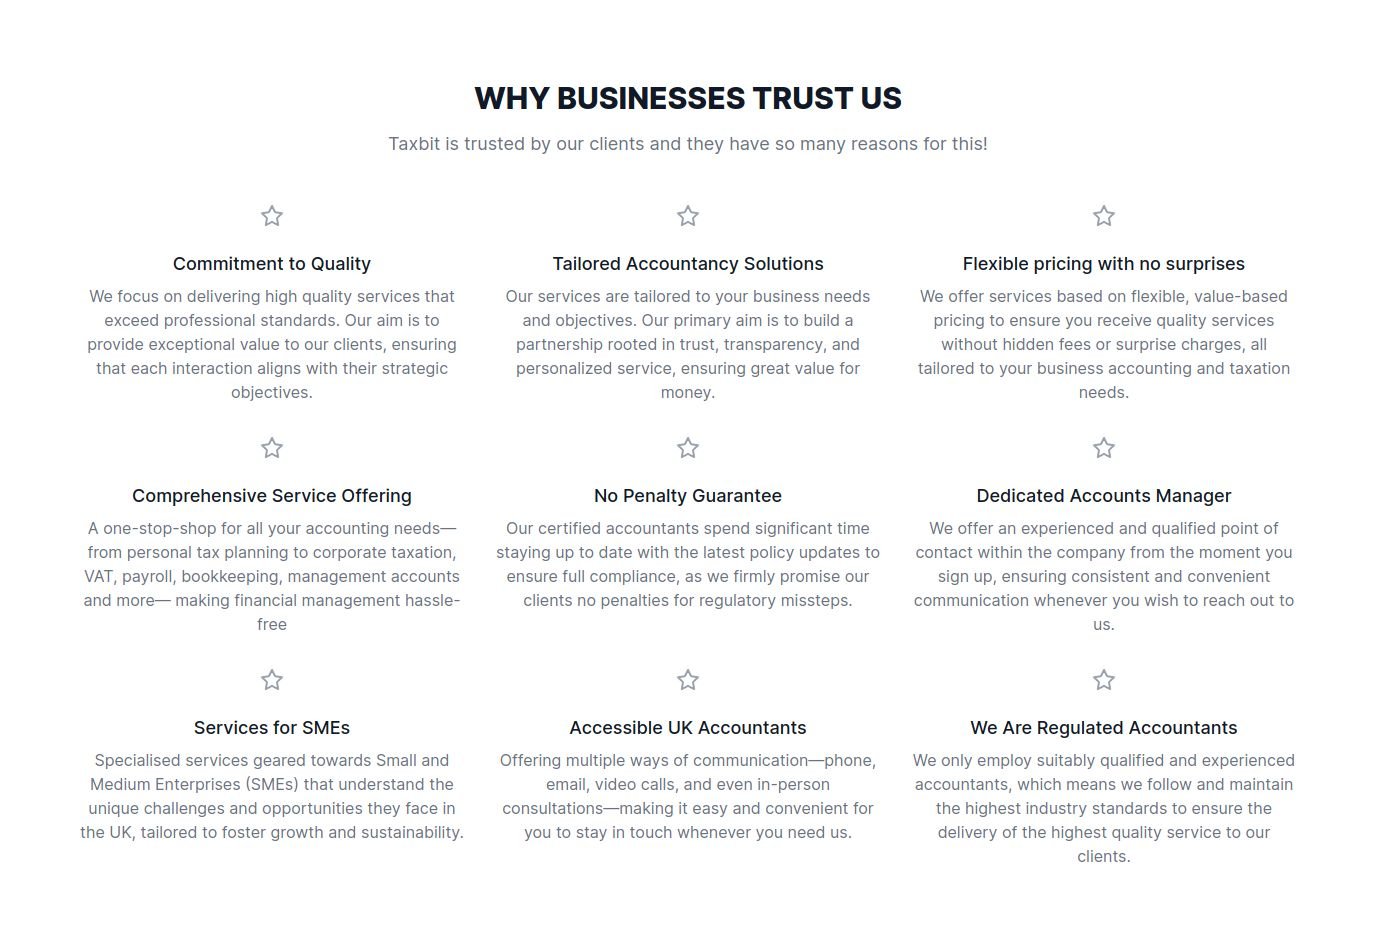 WHY BUSINESSES TRUST US
Taxbit is trusted by our clients and they have so many reasons for this!
Commitment to Quality
We focus on delivering high quality services that
exceed professional standards. Our aim is to
provide exceptional value to our clients, ensuring
that each interaction aligns with their strategic
objectives.
Tailored Accountancy Solutions
Our services are tailored to your business needs
and objectives. Our primary aim is to build a
partnership rooted in trust, transparency, and
personalized service, ensuring great value for
money.
Flexible pricing with no surprises
We offer services based on flexible, value-based
pricing to ensure you receive quality services
without hidden fees or surprise charges, all
tailored to your business accounting and taxation
needs.
Comprehensive Service Offering
A one-stop-shop for all your accounting needs—
from personal tax planning to corporate taxation,
VAT, payroll, bookkeeping, management accounts
and more— making financial management hassle-
free
No Penalty Guarantee
Our certified accountants spend significant time
staying up to date with the latest policy updates to
ensure full compliance, as we firmly promise our
clients no penalties for regulatory missteps.
Dedicated Accounts Manager
We offer an experienced and qualified point of
contact within the company from the moment you
sign up, ensuring consistent and convenient
communication whenever you wish to reach out to
us.
Services for SMEs
Specialised services geared towards Small and
Medium Enterprises (SMEs) that understand the
unique challenges and opportunities they face in
the UK, tailored to foster growth and sustainability.
Accessible UK Accountants
Offering multiple ways of communication—phone,
email, video calls, and even in-person
consultations—making it easy and convenient for
you to stay in touch whenever you need us.
We Are Regulated Accountants
We only employ suitably qualified and experienced
accountants, which means we follow and maintain
the highest industry standards to ensure the
delivery of the highest quality service to our
clients.